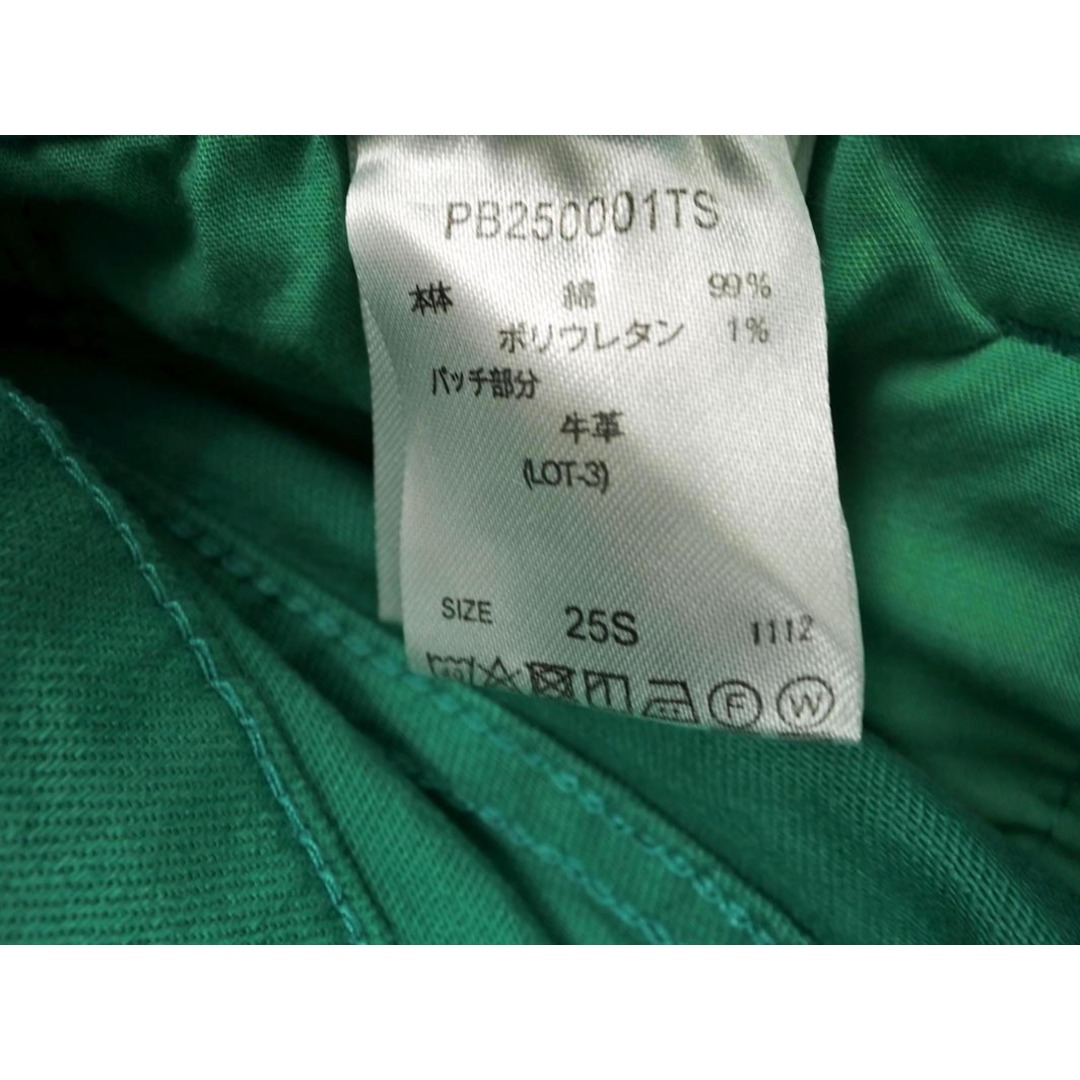 PB250001TS
本体 綿 99%
ポリウレタン 1%
パッチ部分
牛革
(LOT-3)
SIZE 25S 1112
F W